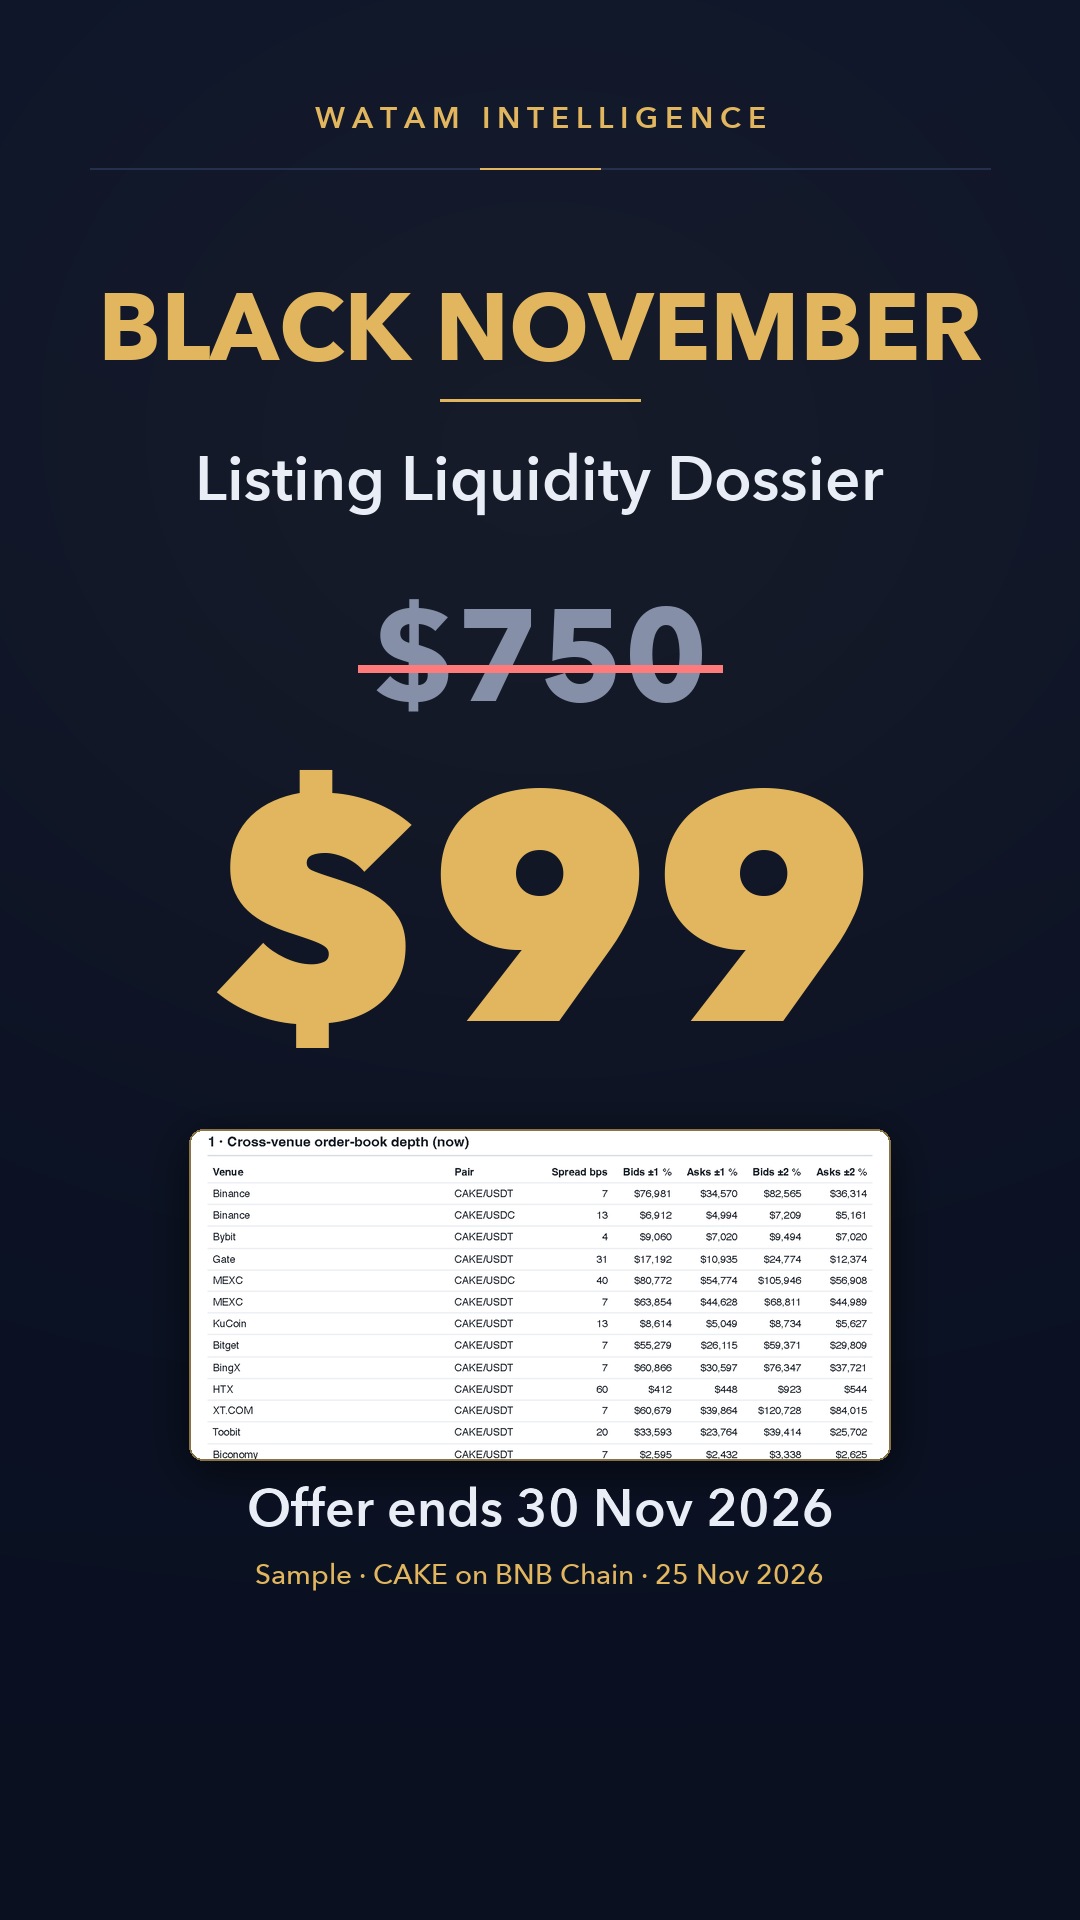 WATAM INTELLIGENCE
BLACK NOVEMBER
Listing Liquidity Dossier
$750
$99
1 · Cross-venue order-book depth (now)
Venue Pair Spread bps Bids ±1 % Asks ±1 % Bids ±2 % Asks ±2 %
Binance CAKE/USDT 7 $76,981 $34,570 $82,565 $36,314
Binance CAKE/USDC 13 $6,912 $4,994 $7,209 $5,161
Bybit CAKE/USDT 4 $9,060 $7,020 $9,494 $7,020
Gate CAKE/USDT 31 $17,192 $10,935 $24,774 $12,374
MEXC CAKE/USDC 40 $80,772 $54,774 $105,946 $56,908
MEXC CAKE/USDT 7 $63,854 $44,628 $68,811 $44,989
KuCoin CAKE/USDT 13 $8,614 $5,049 $8,734 $5,627
Bitget CAKE/USDT 7 $55,279 $26,115 $59,371 $29,809
BingX CAKE/USDT 7 $60,866 $30,597 $76,347 $37,721
HTX CAKE/USDT 60 $412 $448 $923 $544
XT.COM CAKE/USDT 7 $60,679 $39,864 $120,728 $84,015
Toobit CAKE/USDT 20 $33,593 $23,764 $39,414 $25,702
Biconomy CAKE/USDT 7 $2,595 $2,432 $3,338 $2,625
Offer ends 30 Nov 2026
Sample · CAKE on BNB Chain · 25 Nov 2026